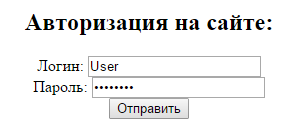 Авторизация на сайте:
Логин: User
Пароль: ••••••••
Отправить